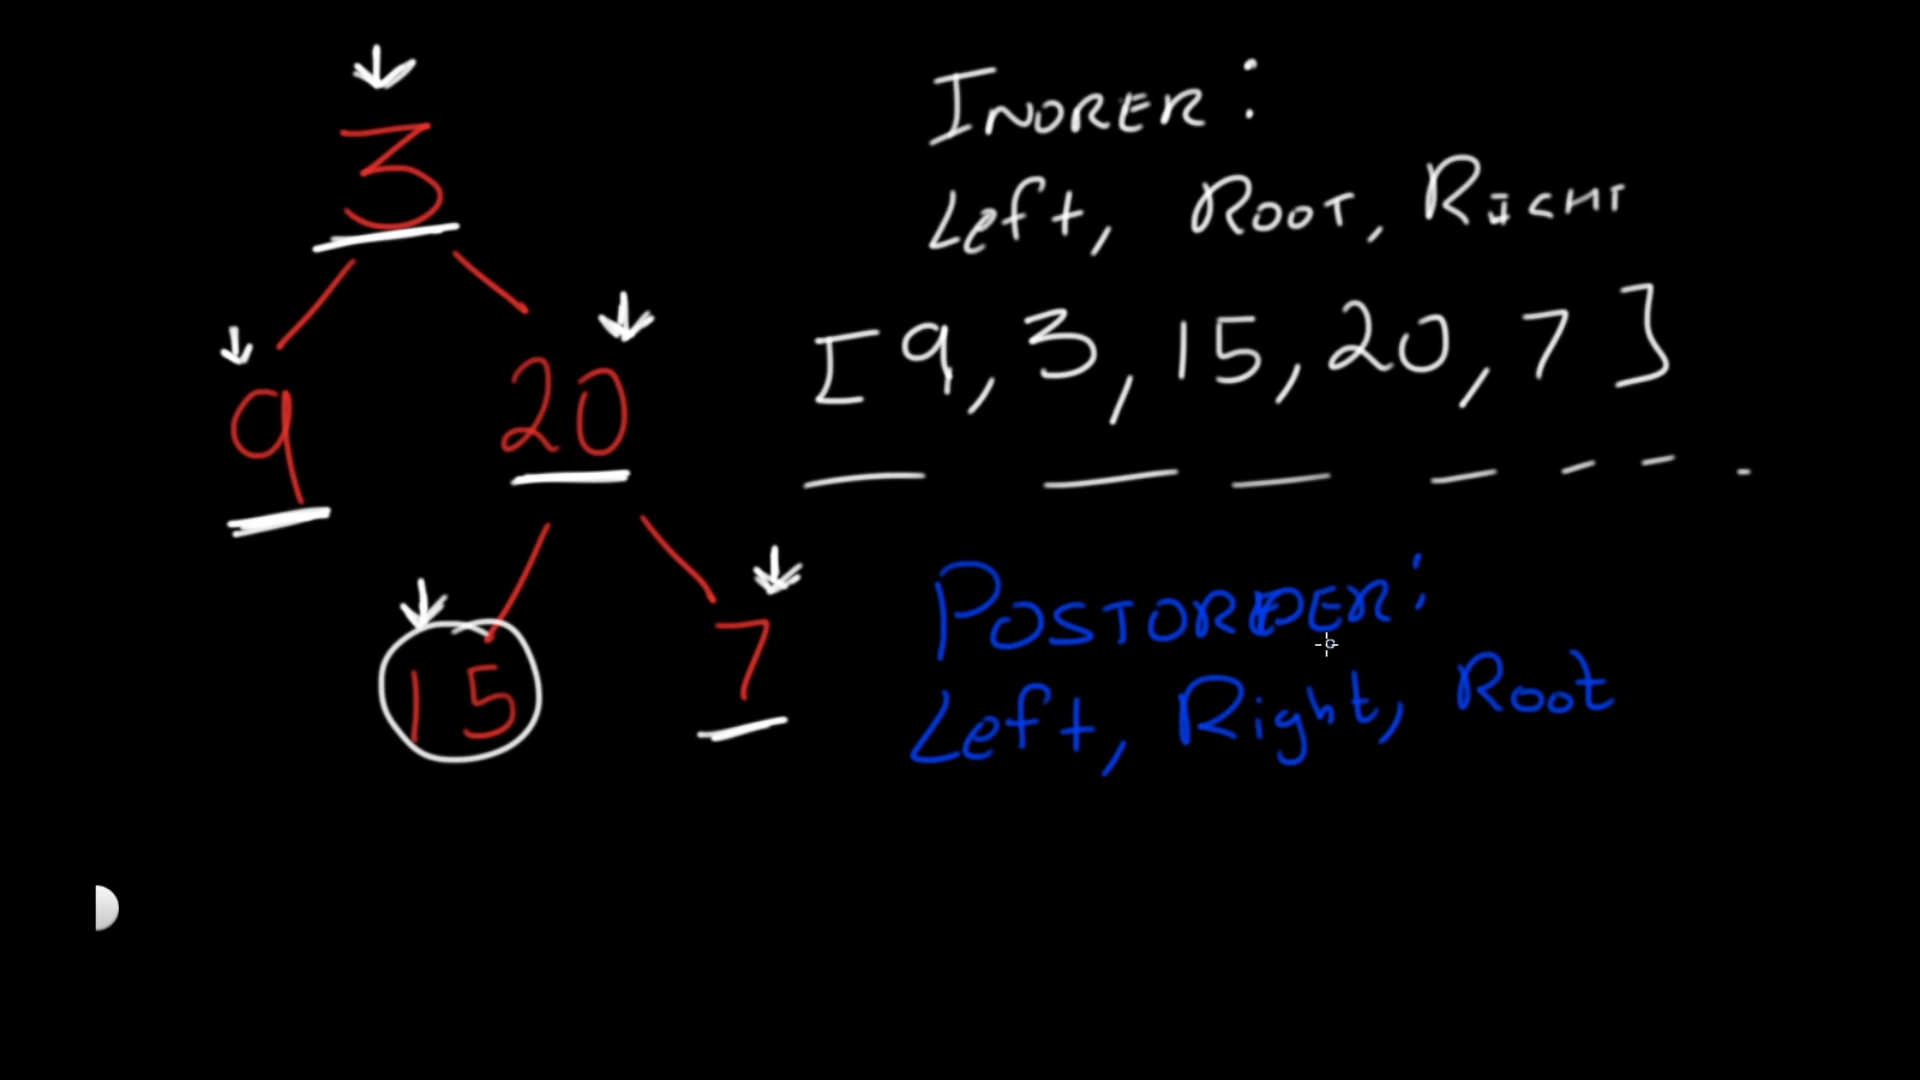 3
9 20
15 7
INORER:
Left, ROOT, RIGHT
[9, 3, 15, 20, 7]
POSTORDER:
Left, Right, Root